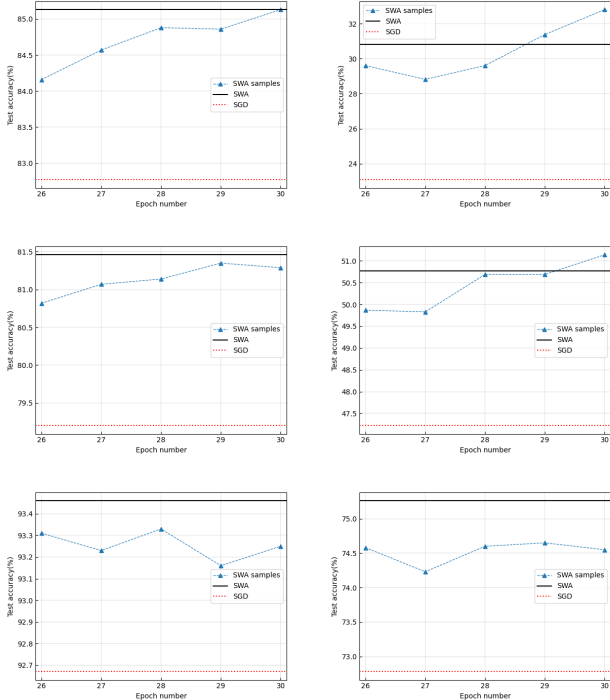 85.0
84.5
84.0
83.5
83.0
Test accuracy(%)
SWA samples
SWA
SGD
26 27 28 29 30
Epoch number
32
30
28
26
24
Test accuracy(%)
SWA samples
SWA
SGD
26 27 28 29 30
Epoch number
81.5
81.0
80.5
80.0
79.5
Test accuracy(%)
SWA samples
SWA
SGD
26 27 28 29 30
Epoch number
51.0
50.5
50.0
49.5
49.0
48.5
48.0
47.5
Test accuracy(%)
SWA samples
SWA
SGD
26 27 28 29 30
Epoch number
93.4
93.3
93.2
93.1
93.0
92.9
92.8
92.7
Test accuracy(%)
SWA samples
SWA
SGD
26 27 28 29 30
Epoch number
75.0
74.5
74.0
73.5
73.0
Test accuracy(%)
SWA samples
SWA
SGD
26 27 28 29 30
Epoch number